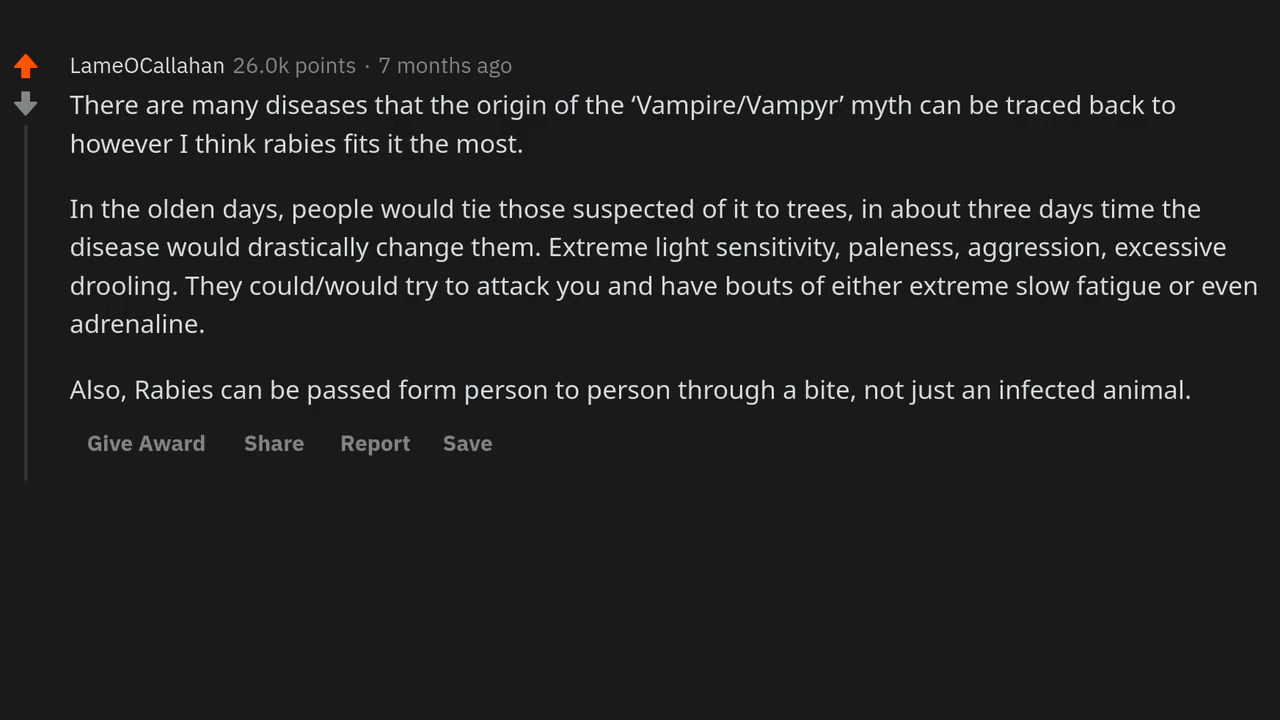 LameOCallahan 26.0k points · 7 months ago
There are many diseases that the origin of the ‘Vampire/Vampyr’ myth can be traced back to
however I think rabies fits it the most.
In the olden days, people would tie those suspected of it to trees, in about three days time the
disease would drastically change them. Extreme light sensitivity, paleness, aggression, excessive
drooling. They could/would try to attack you and have bouts of either extreme slow fatigue or even
adrenaline.
Also, Rabies can be passed form person to person through a bite, not just an infected animal.
Give Award Share Report Save